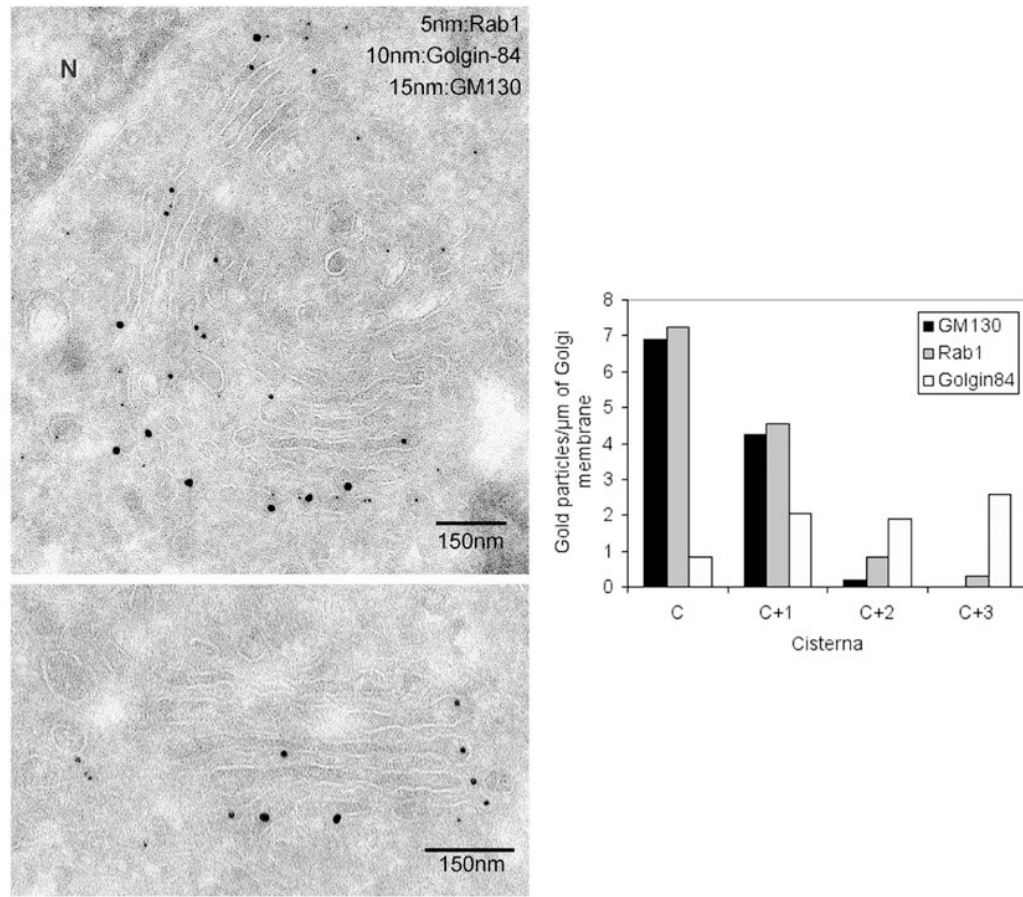 5nm:Rab1
10nm:Golgin-84
15nm:GM130
N
150nm
150nm
8
7
6
5
4
3
2
1
0
Gold particles/µm of Golgi
membrane
GM130
Rab1
Golgin84
C
C+1
C+2
C+3
Cisterna